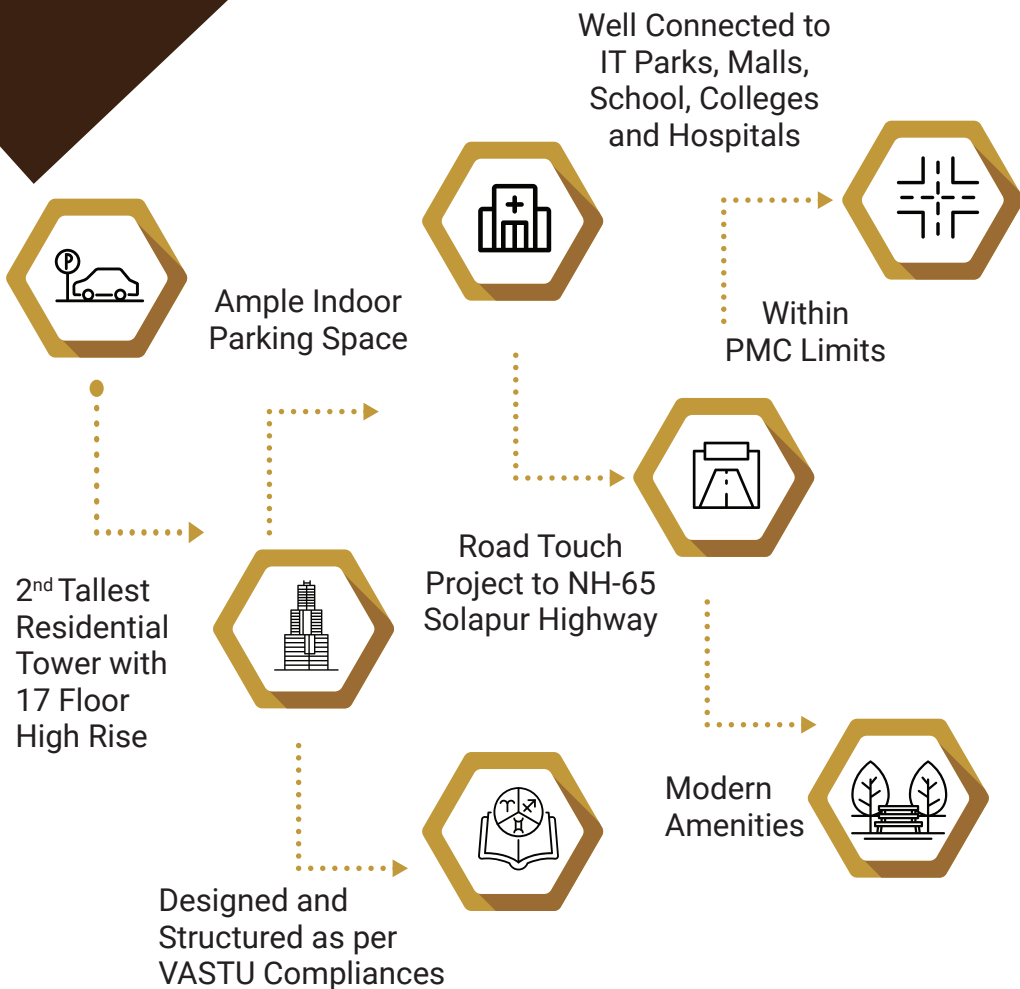 Well Connected to
IT Parks, Malls,
School, Colleges
and Hospitals
P
Ample Indoor
Parking Space
Within
PMC Limits
2nd Tallest
Residential
Tower with
17 Floor
High Rise
Road Touch
Project to NH-65
Solapur Highway
Modern
Amenities
Designed and
Structured as per
VASTU Compliances